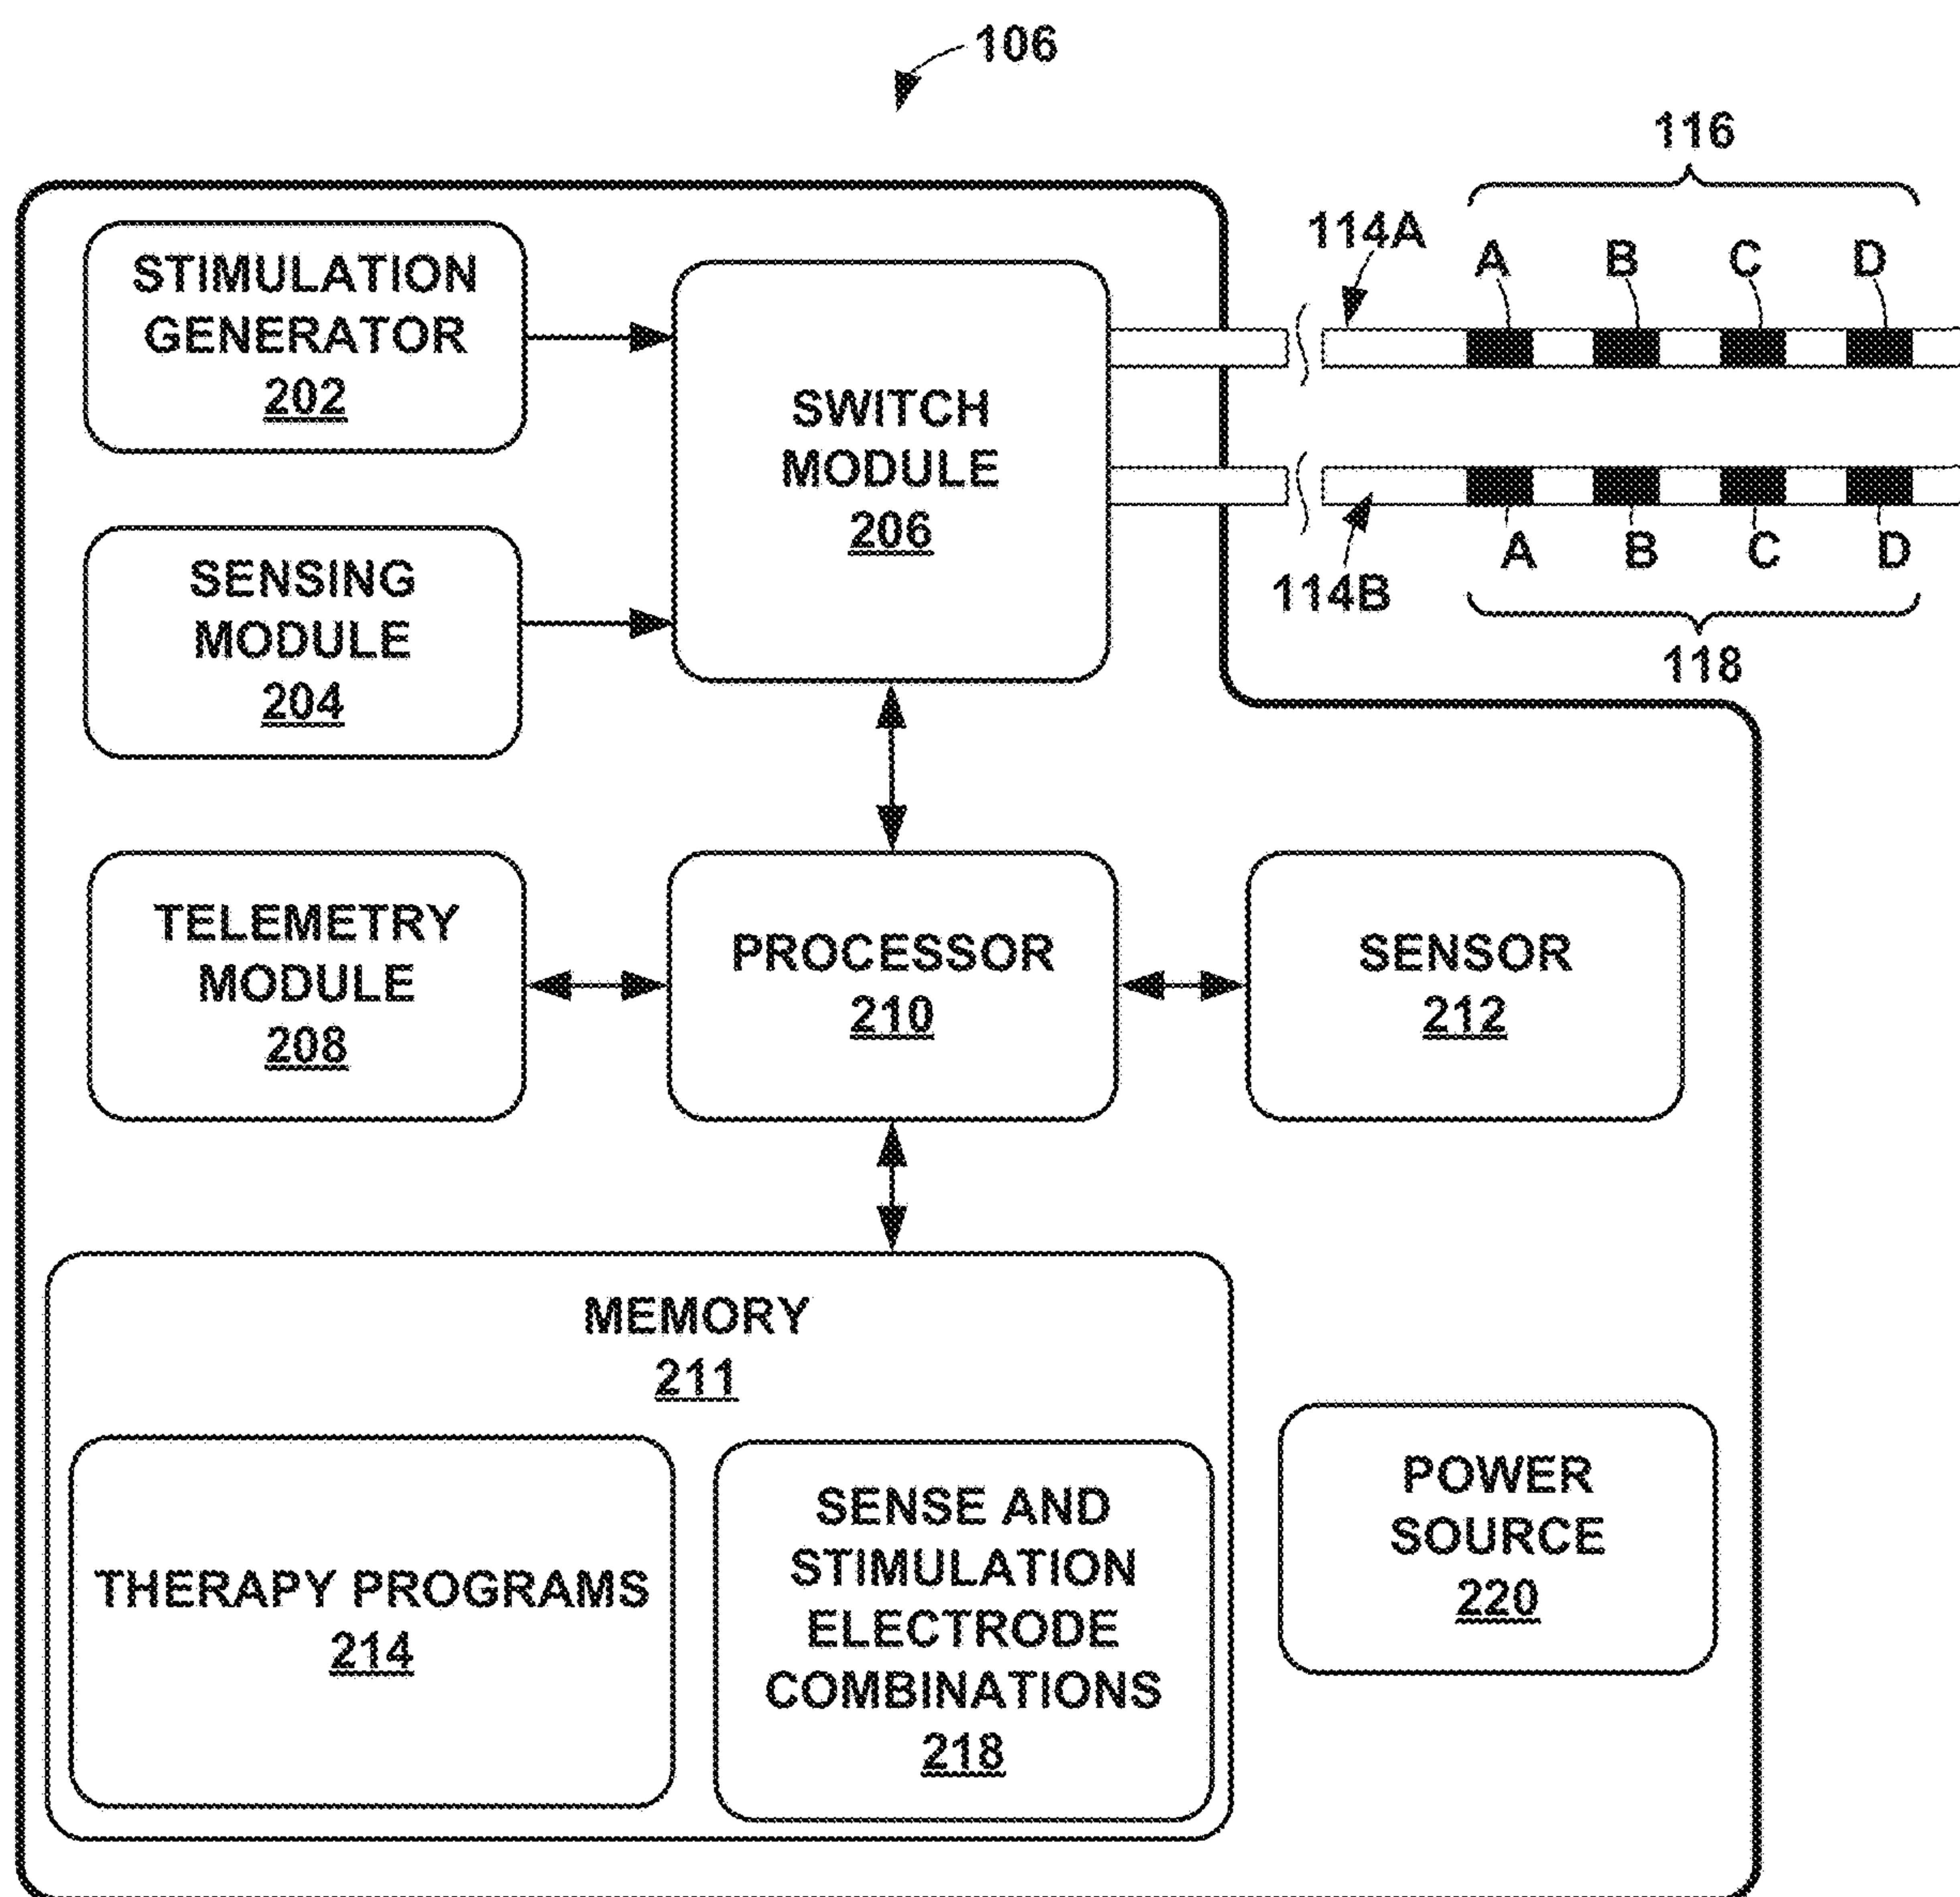 106
116
114A
A B C D
STIMULATION
GENERATOR
202
SWITCH
MODULE
206
A B C D
114B
118
SENSING
MODULE
204
TELEMETRY
MODULE
208
PROCESSOR
210
SENSOR
212
MEMORY
211
THERAPY PROGRAMS
214
SENSE AND
STIMULATION
ELECTRODE
COMBINATIONS
218
POWER
SOURCE
220